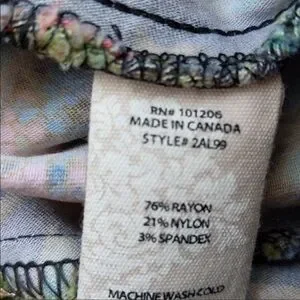 RN# 101206
MADE IN CANADA
STYLE# 2AL99
76% RAYON
21% NYLON
3% SPANDEX
MACHINE WASH COLD